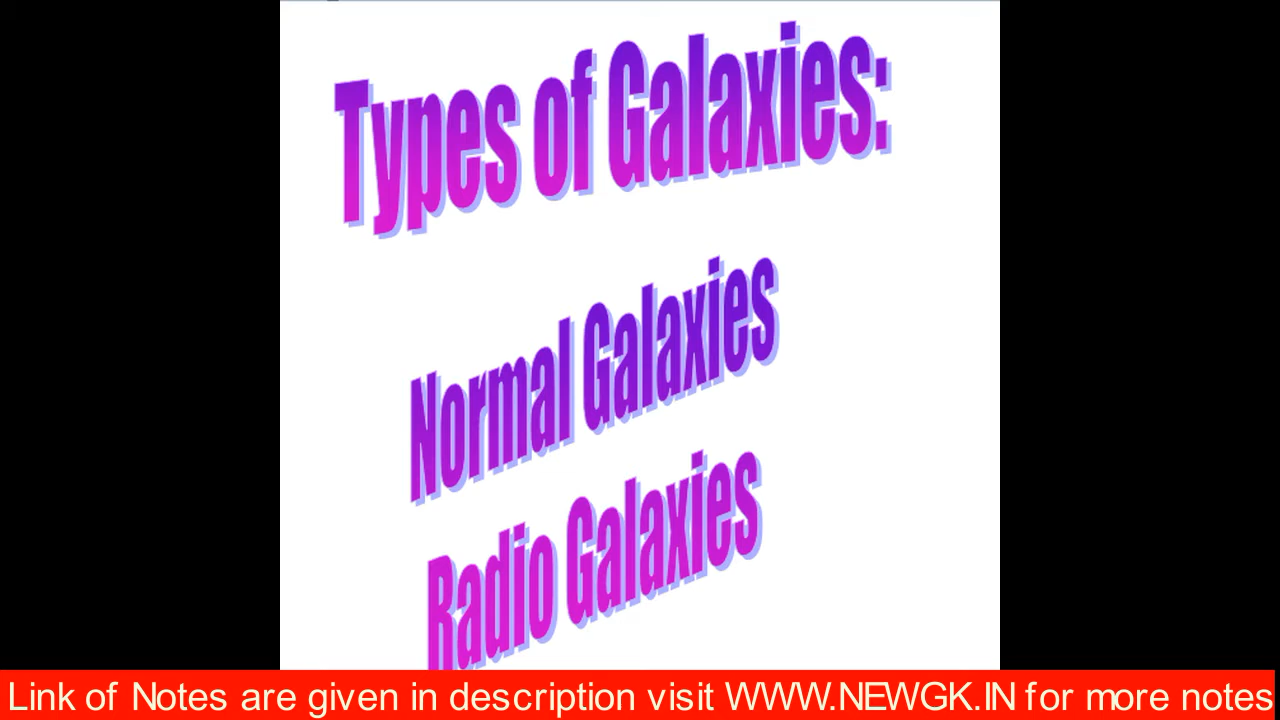 Types of Galaxies:
Normal Galaxies
Radio Galaxies
Link of Notes are given in description visit WWW.NEWGK.IN for more notes